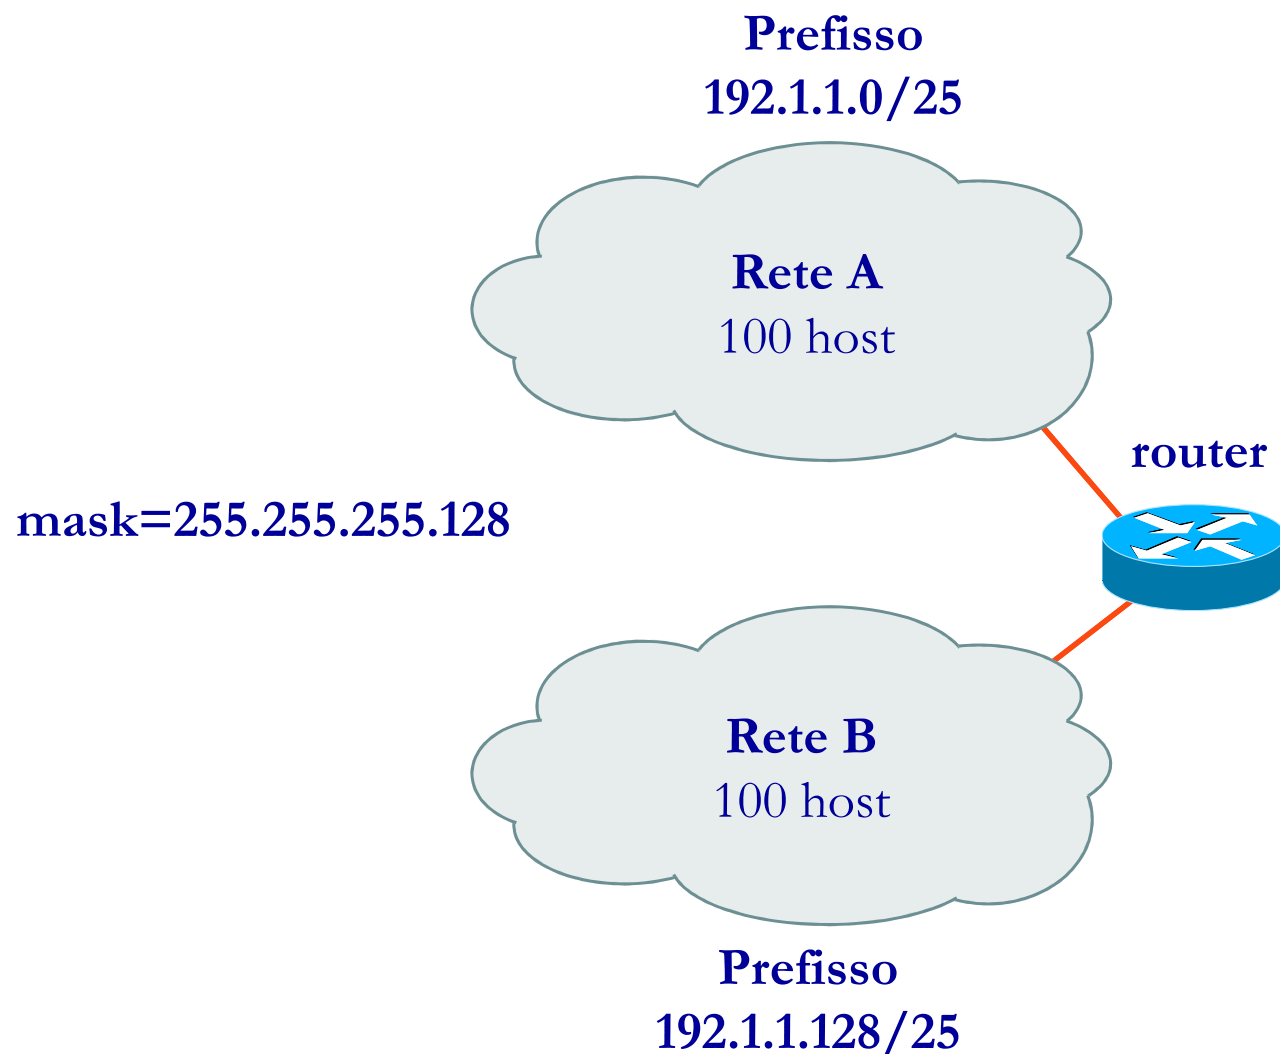 Prefisso
192.1.1.0/25
Rete A
100 host
router
mask=255.255.255.128
Rete B
100 host
Prefisso
192.1.1.128/25